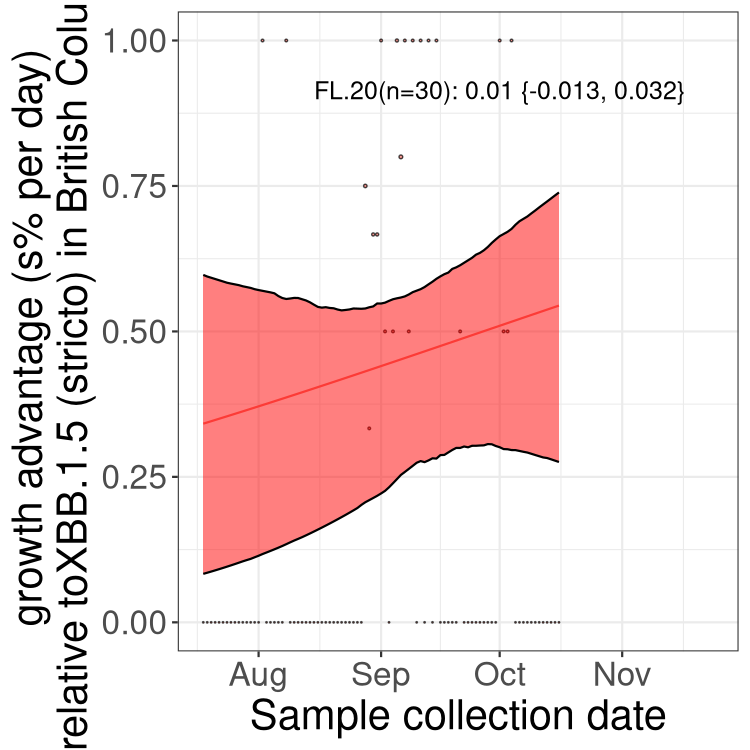 growth advantage (s% per day)
relative toXBB.1.5 (stricto) in British Colu
1.00
0.75
0.50
0.25
0.00
FL.20(n=30): 0.01 {-0.013, 0.032}
Aug Sep Oct Nov
Sample collection date